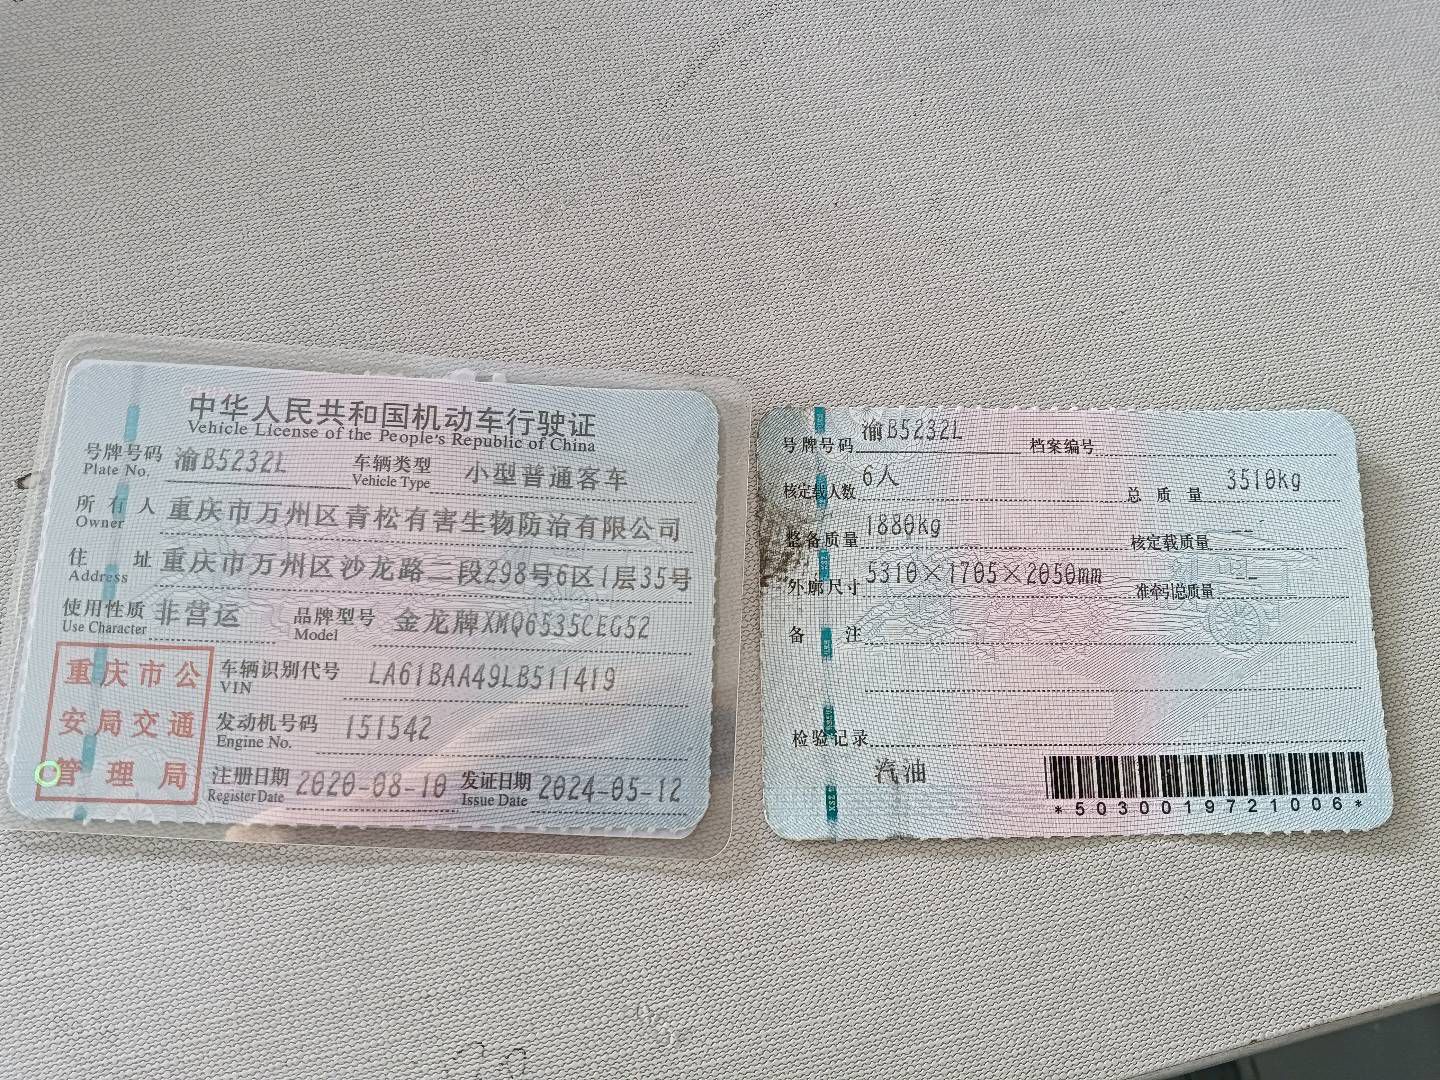 中华人民共和国机动车行驶证
Vehicle License of the People's Republic of China
号牌号码 渝B5232L 车辆类型 小型普通客车
Plate No. Vehicle Type
所有人 重庆市万州区青松有害生物防治有限公司
Owner
住址 重庆市万州区沙龙路二段298号6区1层35号
Address
使用性质 非营运 品牌型号 金龙牌XMQ6535CEG52
Use Character Model
重庆市公
安局交通
管理局
车辆识别代号 LA61BAA49LB511419
VIN
发动机号码 151542
Engine No.
注册日期 2020-08-10 发证日期 2024-05-12
Register Date Issue Date
号牌号码 渝B5232L 档案编号
核定载人数 6人 总质量 3510kg
整备质量 1880kg 核定载质量 --
外廓尺寸 5310×1705×2050mm 准牵引总质量 --
备注
检验记录
汽油
*5030019721006*